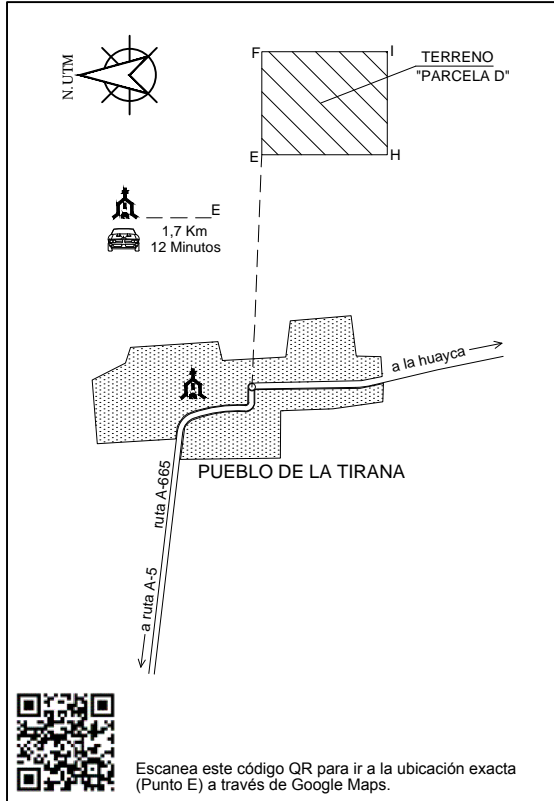 N.UTM
F
I
TERRENO
"PARCELA D"
E
H
E
1,7 Km
12 Minutos
a la huayca
PUEBLO DE LA TIRANA
ruta A-665
a ruta A-5
Escanea este código QR para ir a la ubicación exacta
(Punto E) a través de Google Maps.